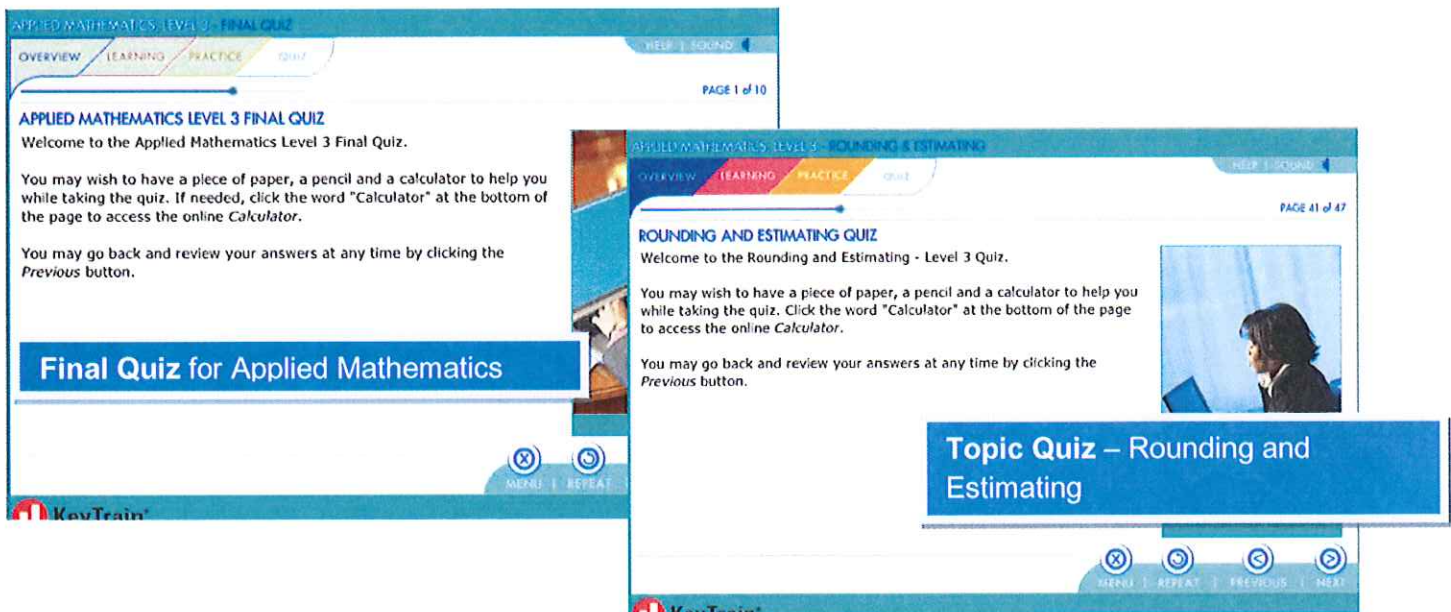 APPLIED MATHEMATICS, LEVEL 3 - FINAL QUIZ
OVERVIEW LEARNING PRACTICE QUIZ
HELP | SOUND
PAGE 1 of 10
APPLIED MATHEMATICS LEVEL 3 FINAL QUIZ
Welcome to the Applied Mathematics Level 3 Final Quiz.
You may wish to have a piece of paper, a pencil and a calculator to help you
while taking the quiz. If needed, click the word "Calculator" at the bottom of
the page to access the online Calculator.
You may go back and review your answers at any time by clicking the
Previous button.
Final Quiz for Applied Mathematics
MENU | REPEAT |
KeyTrain
APPLIED MATHEMATICS, LEVEL 3 - ROUNDING & ESTIMATING
OVERVIEW LEARNING PRACTICE QUIZ
HELP | SOUND
PAGE 41 of 47
ROUNDING AND ESTIMATING QUIZ
Welcome to the Rounding and Estimating - Level 3 Quiz.
You may wish to have a piece of paper, a pencil and a calculator to help you
while taking the quiz. Click the word "Calculator" at the bottom of the page
to access the online Calculator.
You may go back and review your answers at any time by clicking the
Previous button.
Topic Quiz – Rounding and
Estimating
MENU | REPEAT | PREVIOUS | NEXT
KeyTrain